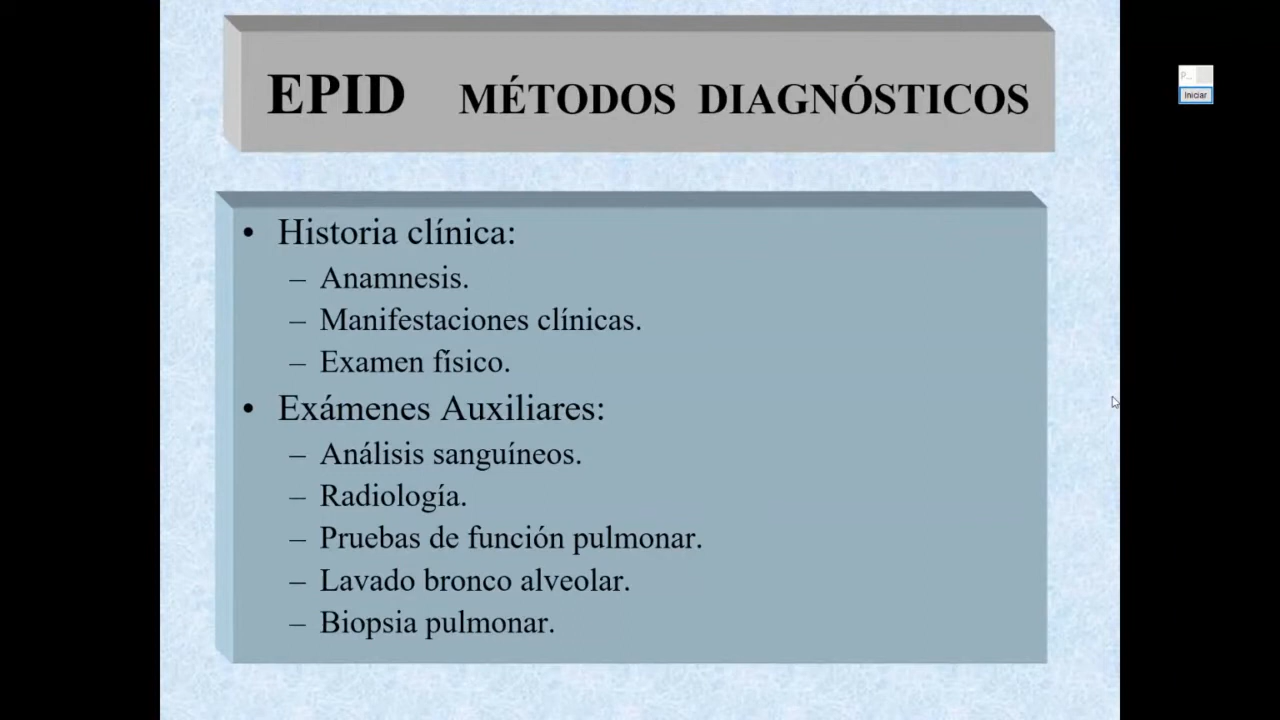 EPID MÉTODOS DIAGNÓSTICOS
P...
Iniciar
• Historia clínica:
– Anamnesis.
– Manifestaciones clínicas.
– Examen físico.
• Exámenes Auxiliares:
– Análisis sanguíneos.
– Radiología.
– Pruebas de función pulmonar.
– Lavado bronco alveolar.
– Biopsia pulmonar.